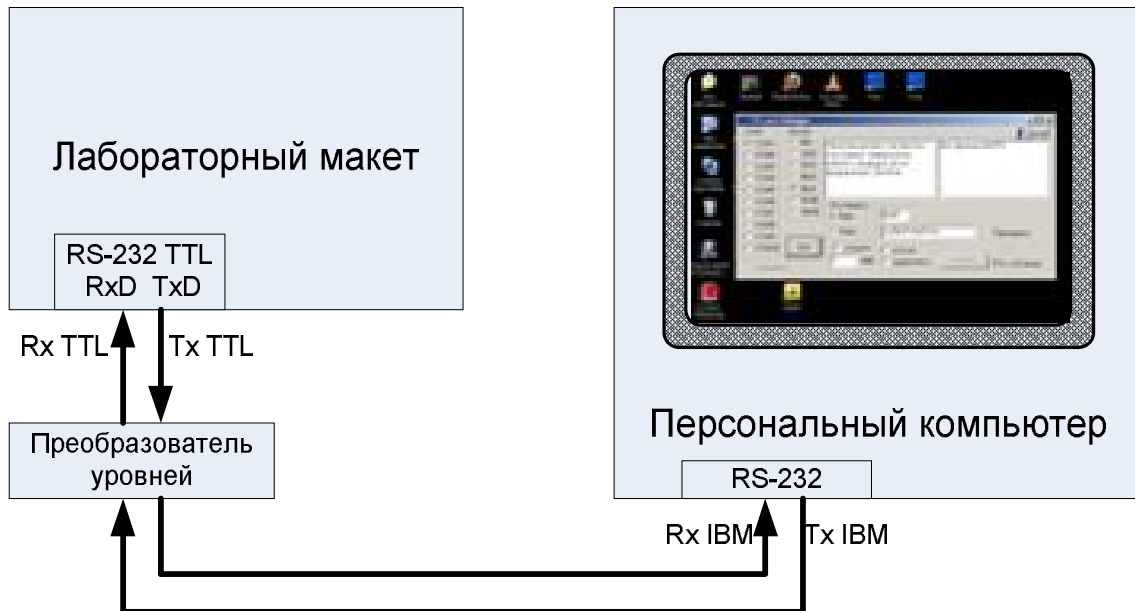 Лабораторный макет
RS-232 TTL
RxD TxD
Rx TTL
Tx TTL
Преобразователь
уровней
Персональный компьютер
RS-232
Rx IBM
Tx IBM